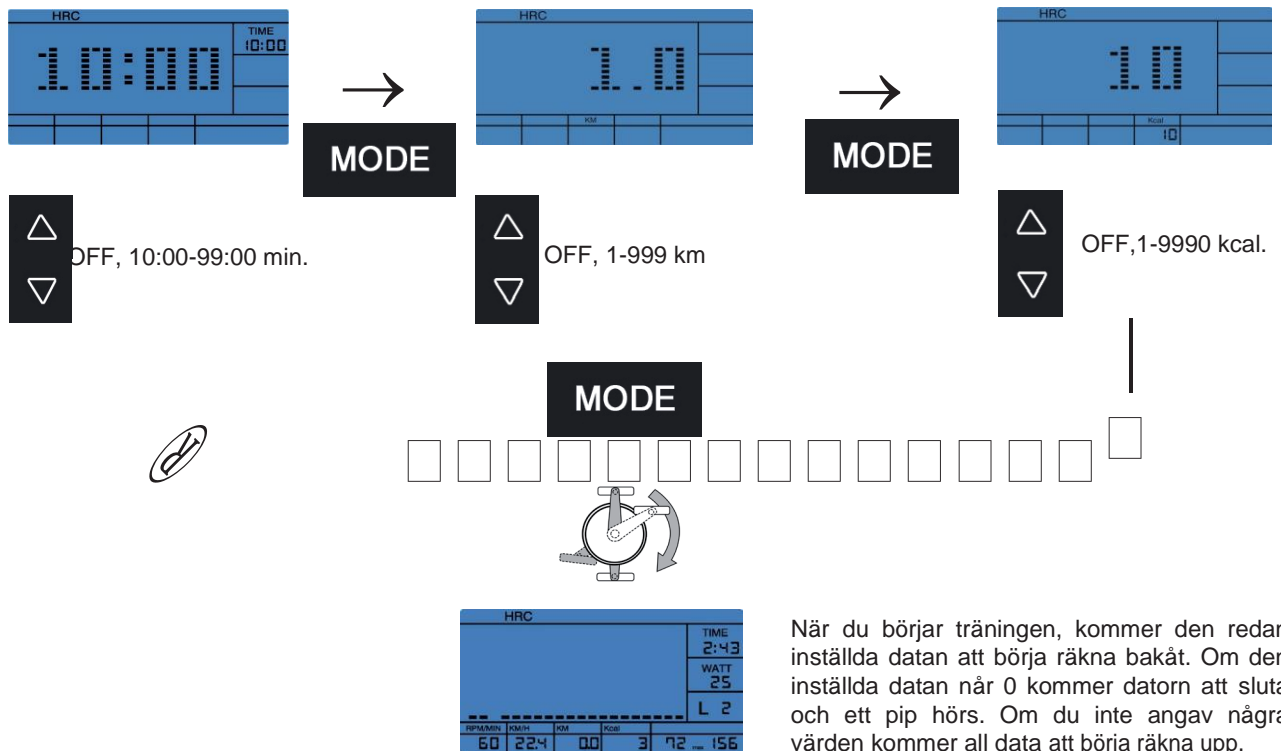 HRC
TIME
10:00
10:00
HRC
1.0
KM
HRC
10
Kcal
10
→
MODE
→
MODE
OFF, 10:00-99:00 min.
OFF, 1-999 km
OFF,1-9990 kcal.
MODE
HRC
TIME
2:43
WATT
25
L 2
RPM/MIN KM/H KM Kcal
60 22.4 0.0 3 72 156
När du börjar träningen, kommer den redan
inställda datan att börja räkna bakåt. Om den
inställda datan når 0 kommer datorn att sluta
och ett pip hörs. Om du inte angav några
värden kommer all data att börja räkna upp.